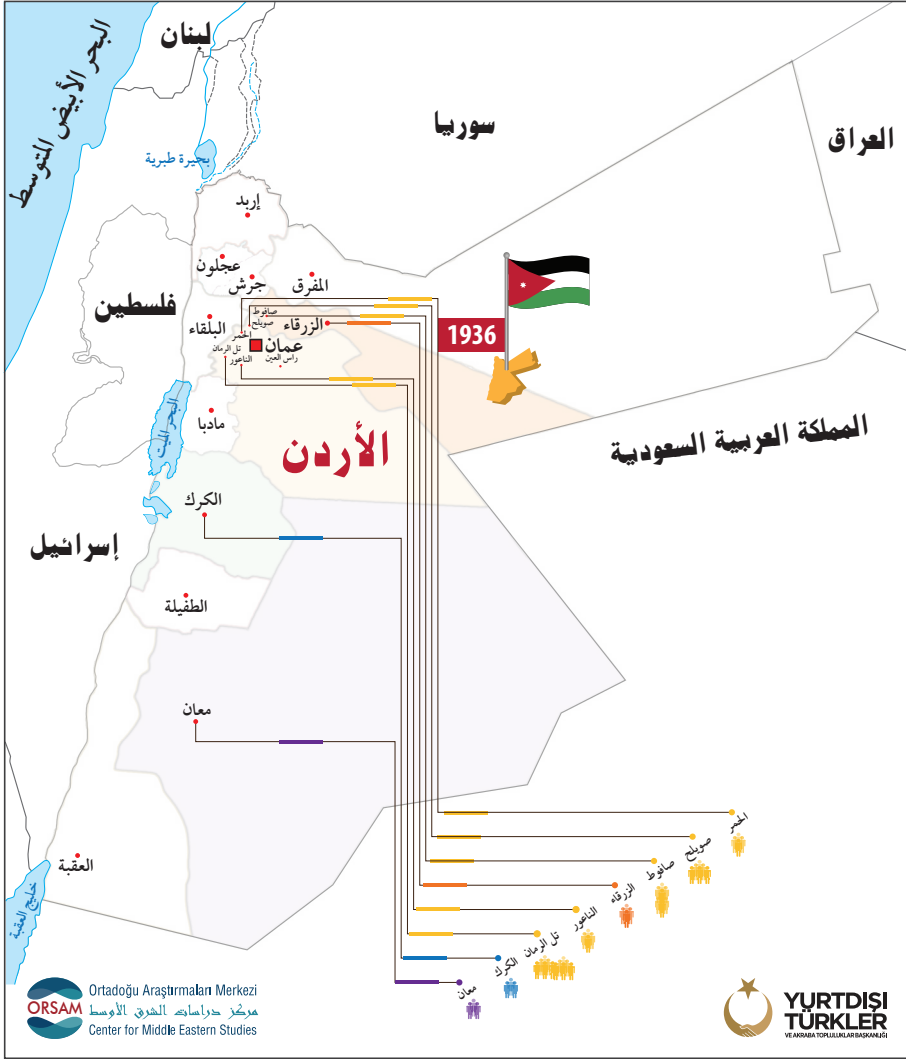 لبنان
البحر الأبيض المتوسط
سوريا
العراق
بحيرة طبرية
إربد
عجلون
جرش
المفرق
فلسطين
صافوط
صويلح
الزرقاء
البلقاء
الحمر
عمان
تل الرمان
راس العين
الناعور
1936
البحر الميت
مادبا
الأردن
المملكة العربية السعودية
الكرك
إسرائيل
الطفيلة
معان
العقبة
خليج العقبة
الحمر
صويلح
صافوط
الزرقاء
الناعور
تل الرمان
الكرك
معان
ORSAM
Ortadoğu Araştırmaları Merkezi
مركز دراسات الشرق الأوسط
Center for Middle Eastern Studies
YURTDIŞI
TÜRKLER
VE AKRABA TOPLULUKLAR BAŞKANLIĞI